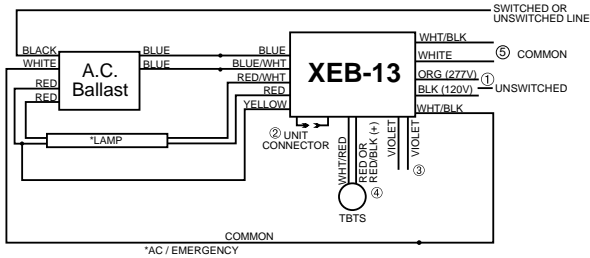 SWITCHED OR
UNSWITCHED LINE
BLACK
WHITE
RED
RED
A.C.
Ballast
BLUE
BLUE
BLUE
BLUE/WHT
RED/WHT
RED
YELLOW
XEB-13
WHT/BLK
WHITE
⑤ COMMON
ORG (277V)
①
BLK (120V)
UNSWITCHED
WHT/BLK
*LAMP
② UNIT
CONNECTOR
WHT/RED
RED OR
RED/BLK (+)
VIOLET
VIOLET
③
④
TBTS
COMMON
*AC / EMERGENCY